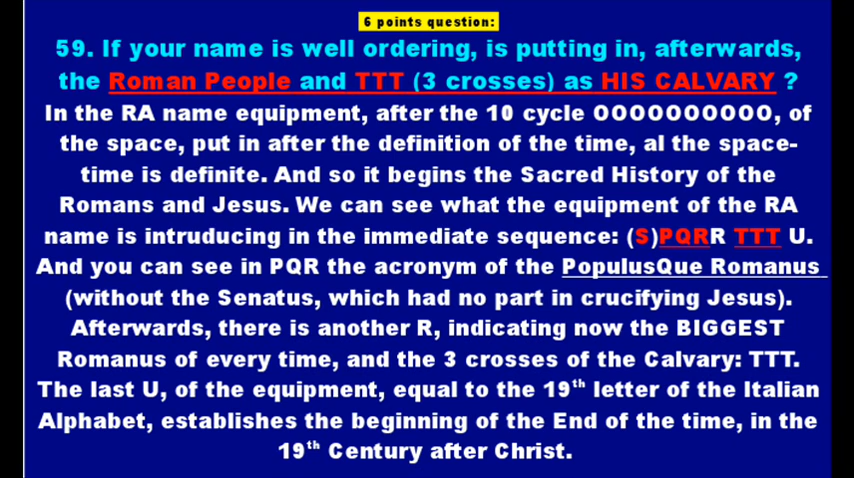 6 points question:
59. If your name is well ordering, is putting in, afterwards,
the Roman People and TTT (3 crosses) as HIS CALVARY ?
In the RA name equipment, after the 10 cycle OOOOOOOOOO, of
the space, put in after the definition of the time, al the space-
time is definite. And so it begins the Sacred History of the
Romans and Jesus. We can see what the equipment of the RA
name is intruducing in the immediate sequence: (S)PQRR TTT U.
And you can see in PQR the acronym of the PopulusQue Romanus
(without the Senatus, which had no part in crucifying Jesus).
Afterwards, there is another R, indicating now the BIGGEST
Romanus of every time, and the 3 crosses of the Calvary: TTT.
The last U, of the equipment, equal to the 19th letter of the Italian
Alphabet, establishes the beginning of the End of the time, in the
19th Century after Christ.